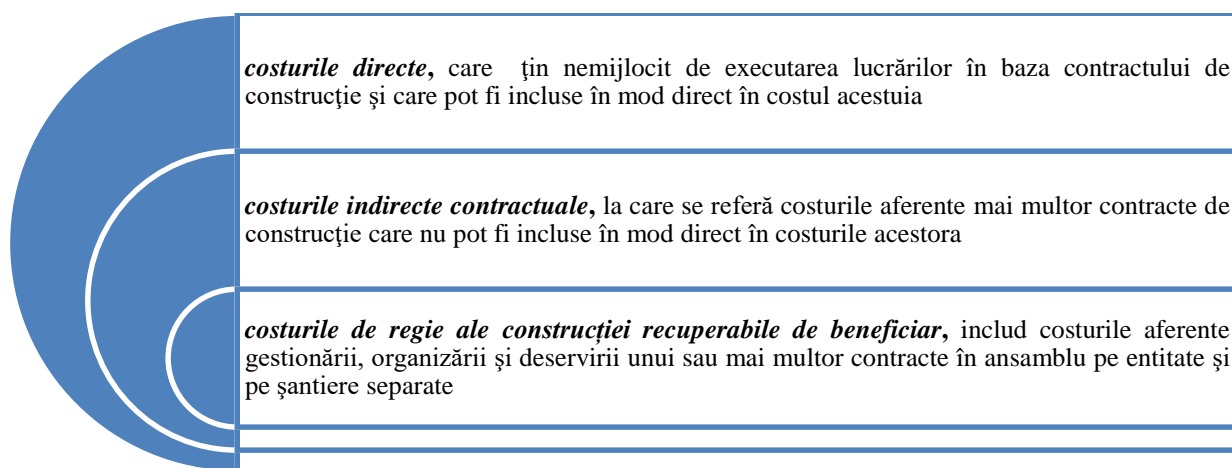 costurile directe, care ţin nemijlocit de executarea lucrărilor în baza contractului de
construcţie şi care pot fi incluse în mod direct în costul acestuia
costurile indirecte contractuale, la care se referă costurile aferente mai multor contracte de
construcţie care nu pot fi incluse în mod direct în costurile acestora
costurile de regie ale construcției recuperabile de beneficiar, includ costurile aferente
gestionării, organizării şi deservirii unui sau mai multor contracte în ansamblu pe entitate şi
pe şantiere separate